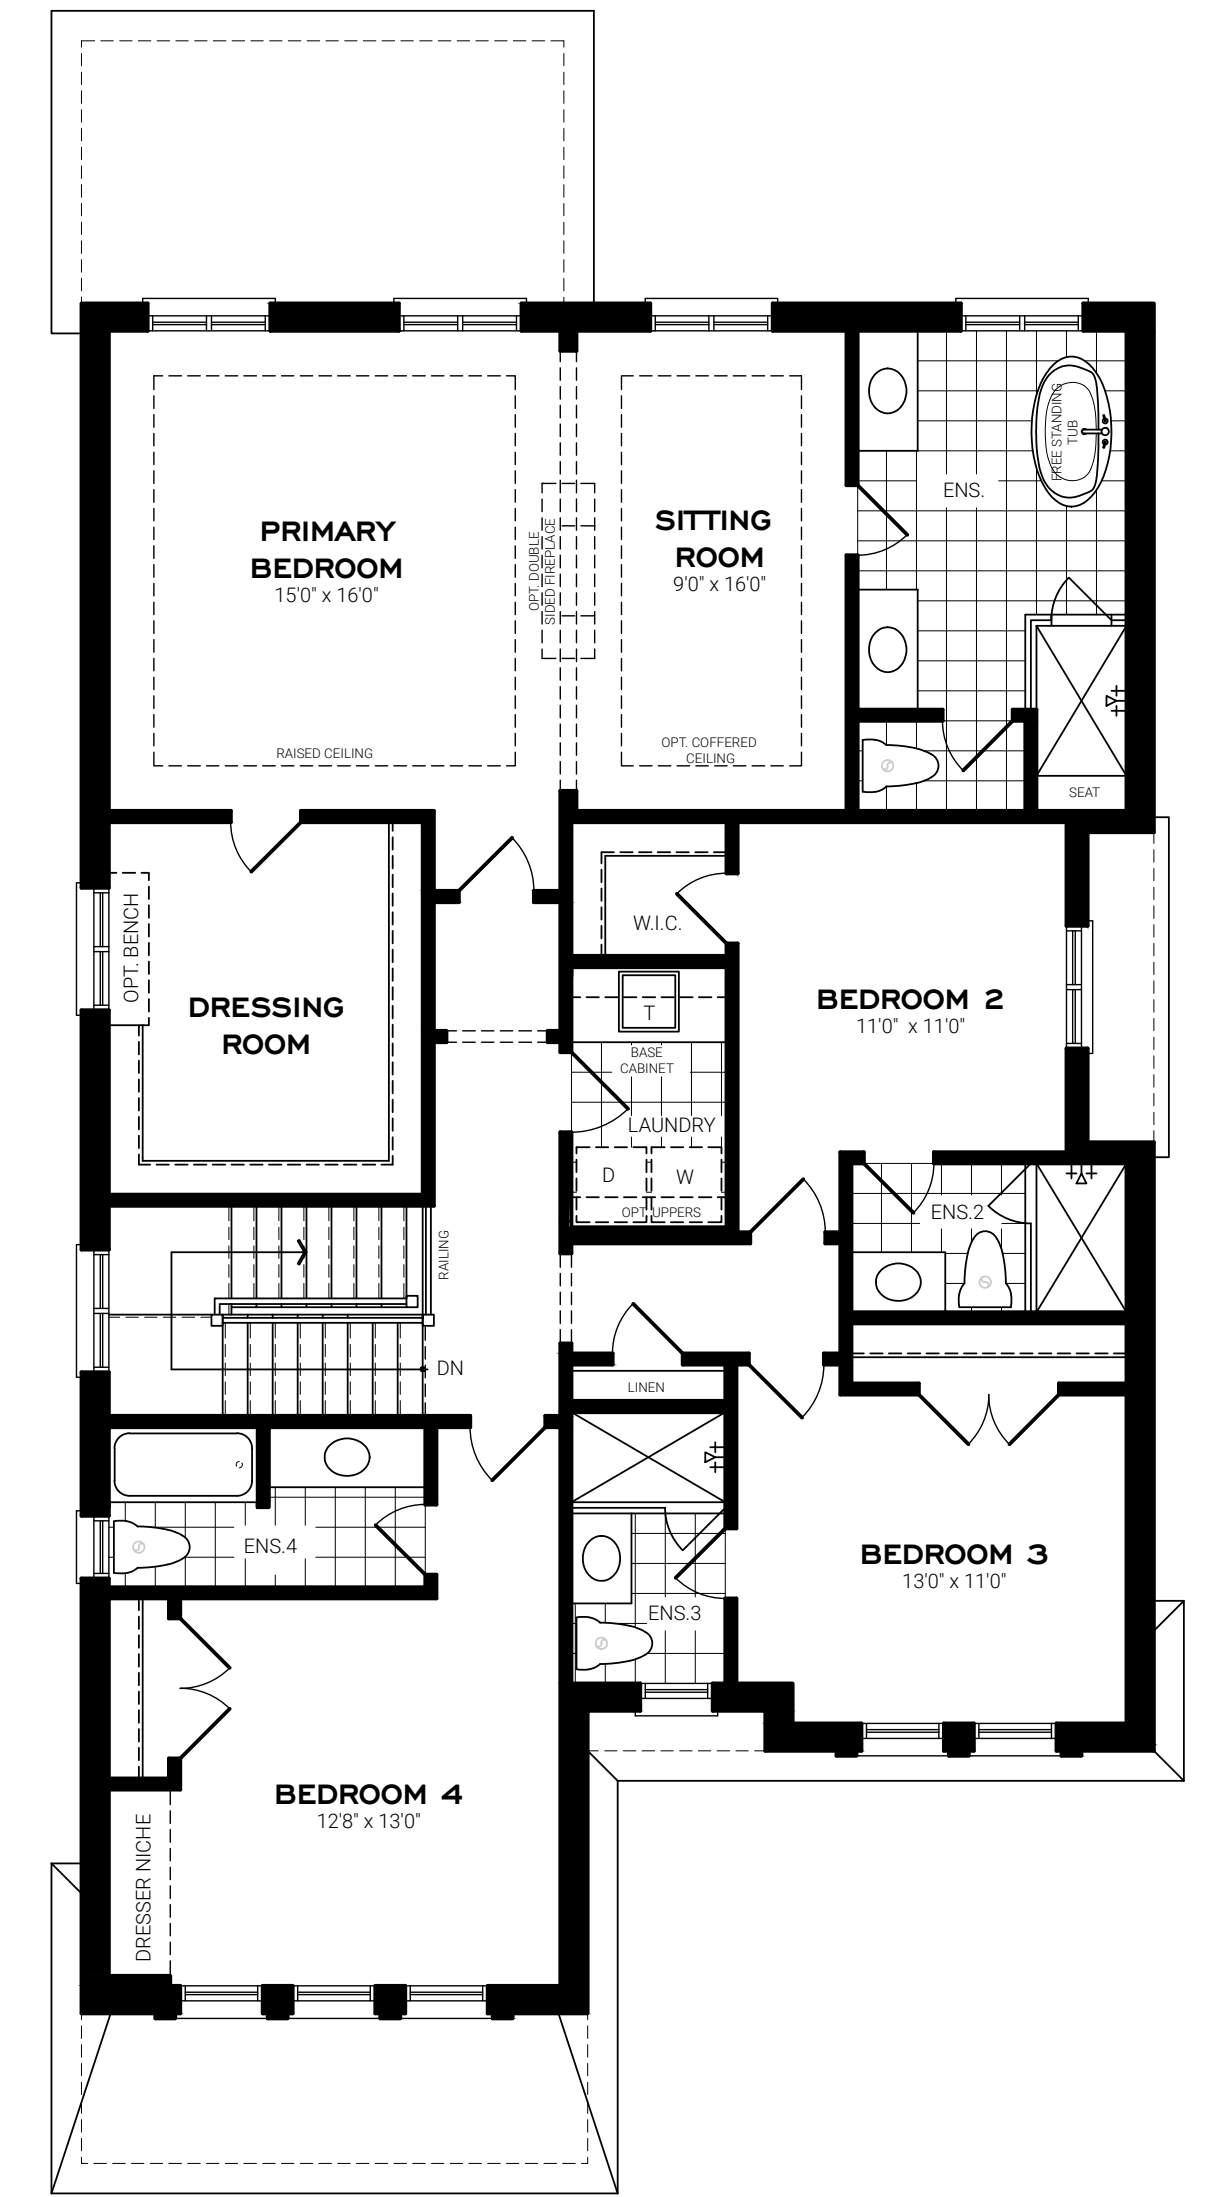 FREE STANDING
TUB
ENS.
PRIMARY
BEDROOM
15'0" x 16'0"
OPT. DOUBLE
SIDED FIREPLACE
SITTING
ROOM
9'0" x 16'0"
RAISED CEILING
OPT. COFFERED
CEILING
SEAT
OPT. BENCH
DRESSING
ROOM
W.I.C.
T
BASE
CABINET
LAUNDRY
D
W
OPT. UPPERS
BEDROOM 2
11'0" x 11'0"
ENS.2
RAILING
DN
LINEN
ENS.4
ENS.3
BEDROOM 3
13'0" x 11'0"
BEDROOM 4
12'8" x 13'0"
DRESSER NICHE